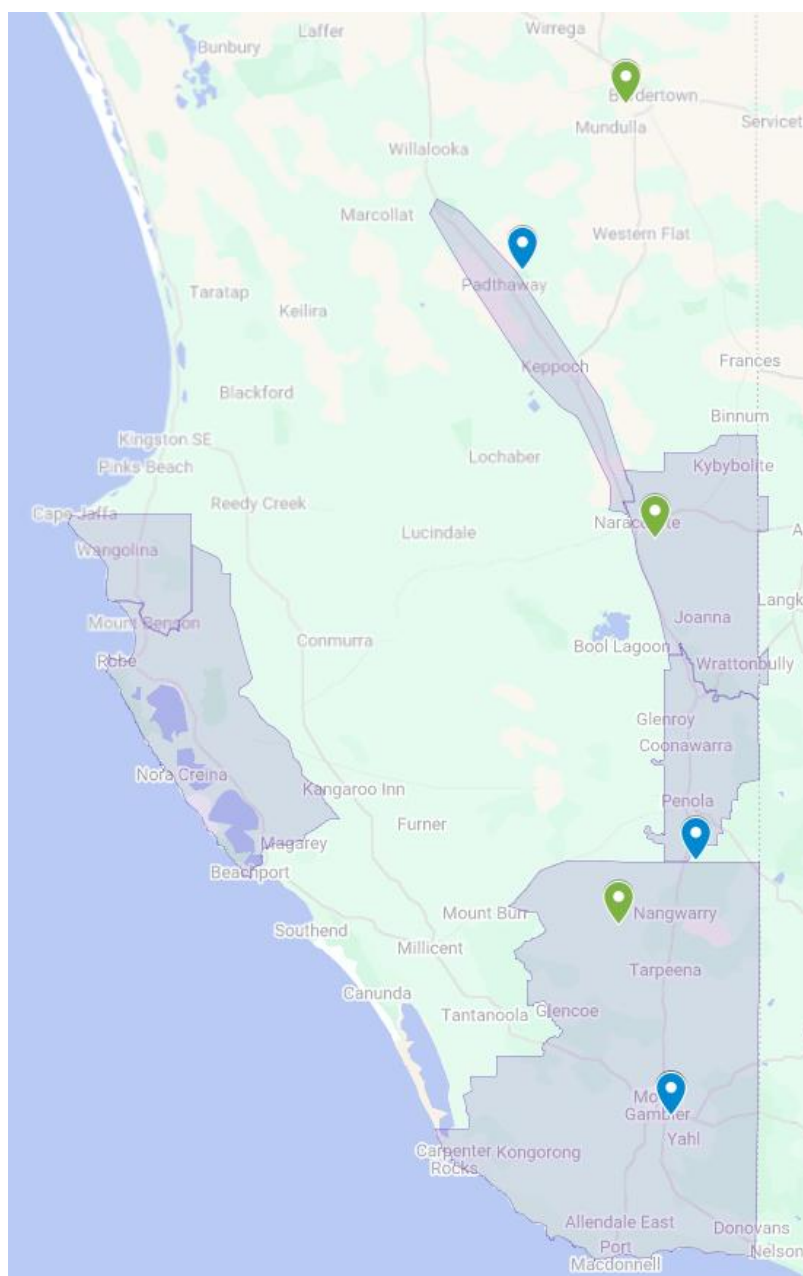 Laffer
Wirrega
Bunbury
Bordertown
Servicet
Mundulla
Willalooka
Marcollat
Western Flat
Padthaway
Taratap
Keilira
Frances
Keppoch
Blackford
Binnum
Kingston SE
Lochaber
Kybybolite
Pinks Beach
Reedy Creek
Cape Jaffa
Naracoorte
Lucindale
A
Wangolina
Langk
Joanna
Mount Benson
Conmurra
Bool Lagoon
Robe
Wrattonbully
Glenroy
Coonawarra
Nora Creina
Kangaroo Inn
Penola
Furner
Magarey
Beachport
Mount Burr
Nangwarry
Southend
Millicent
Tarpeena
Canunda
Tantanoola
Glencoe
Mount
Gambier
Yahl
Carpenter
Rocks
Kongorong
Allendale East
Donovans
Port
Macdonnell
Nelson